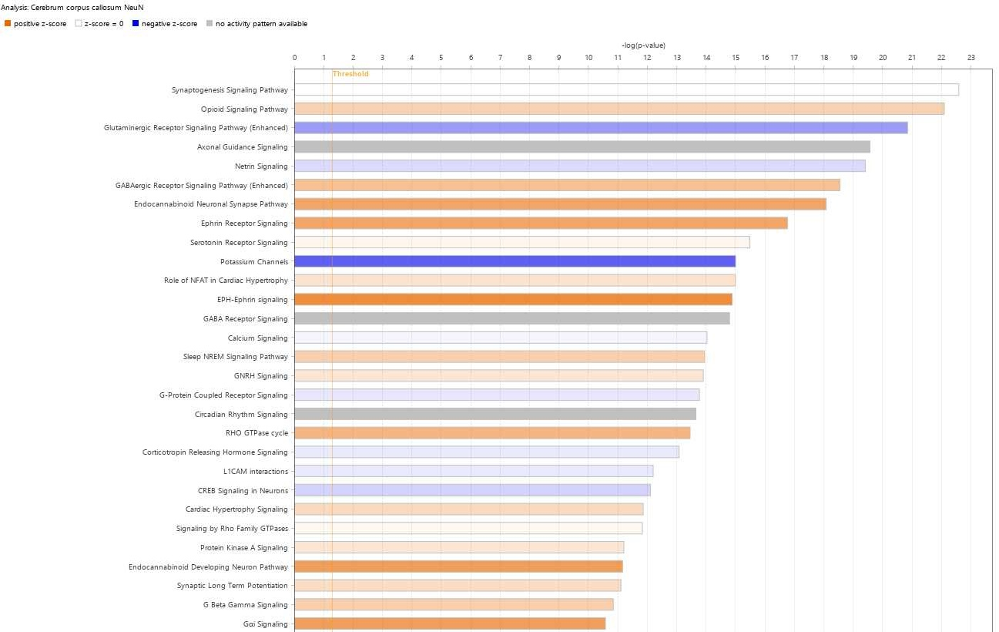 Analysis: Cerebrum corpus callosum NeuN
positive z-score z-score = 0 negative z-score no activity pattern available
-log(p-value)
0 1 2 3 4 5 6 7 8 9 10 11 12 13 14 15 16 17 18 19 20 21 22 23
Threshold
Synaptogenesis Signaling Pathway
Opioid Signaling Pathway
Glutaminergic Receptor Signaling Pathway (Enhanced)
Axonal Guidance Signaling
Netrin Signaling
GABAergic Receptor Signaling Pathway (Enhanced)
Endocannabinoid Neuronal Synapse Pathway
Ephrin Receptor Signaling
Serotonin Receptor Signaling
Potassium Channels
Role of NFAT in Cardiac Hypertrophy
EPH-Ephrin signaling
GABA Receptor Signaling
Calcium Signaling
Sleep NREM Signaling Pathway
GNRH Signaling
G-Protein Coupled Receptor Signaling
Circadian Rhythm Signaling
RHO GTPase cycle
Corticotropin Releasing Hormone Signaling
L1CAM interactions
CREB Signaling in Neurons
Cardiac Hypertrophy Signaling
Signaling by Rho Family GTPases
Protein Kinase A Signaling
Endocannabinoid Developing Neuron Pathway
Synaptic Long Term Potentiation
G Beta Gamma Signaling
Gαi Signaling